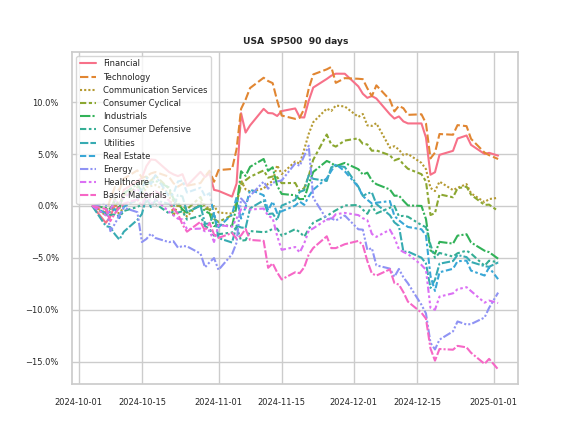 USA SP500 90 days
Financial
Technology
Communication Services
Consumer Cyclical
Industrials
Consumer Defensive
Utilities
Real Estate
Energy
Healthcare
Basic Materials
10.0%
5.0%
0.0%
−5.0%
−10.0%
−15.0%
2024-10-01 2024-10-15 2024-11-01 2024-11-15 2024-12-01 2024-12-15 2025-01-01